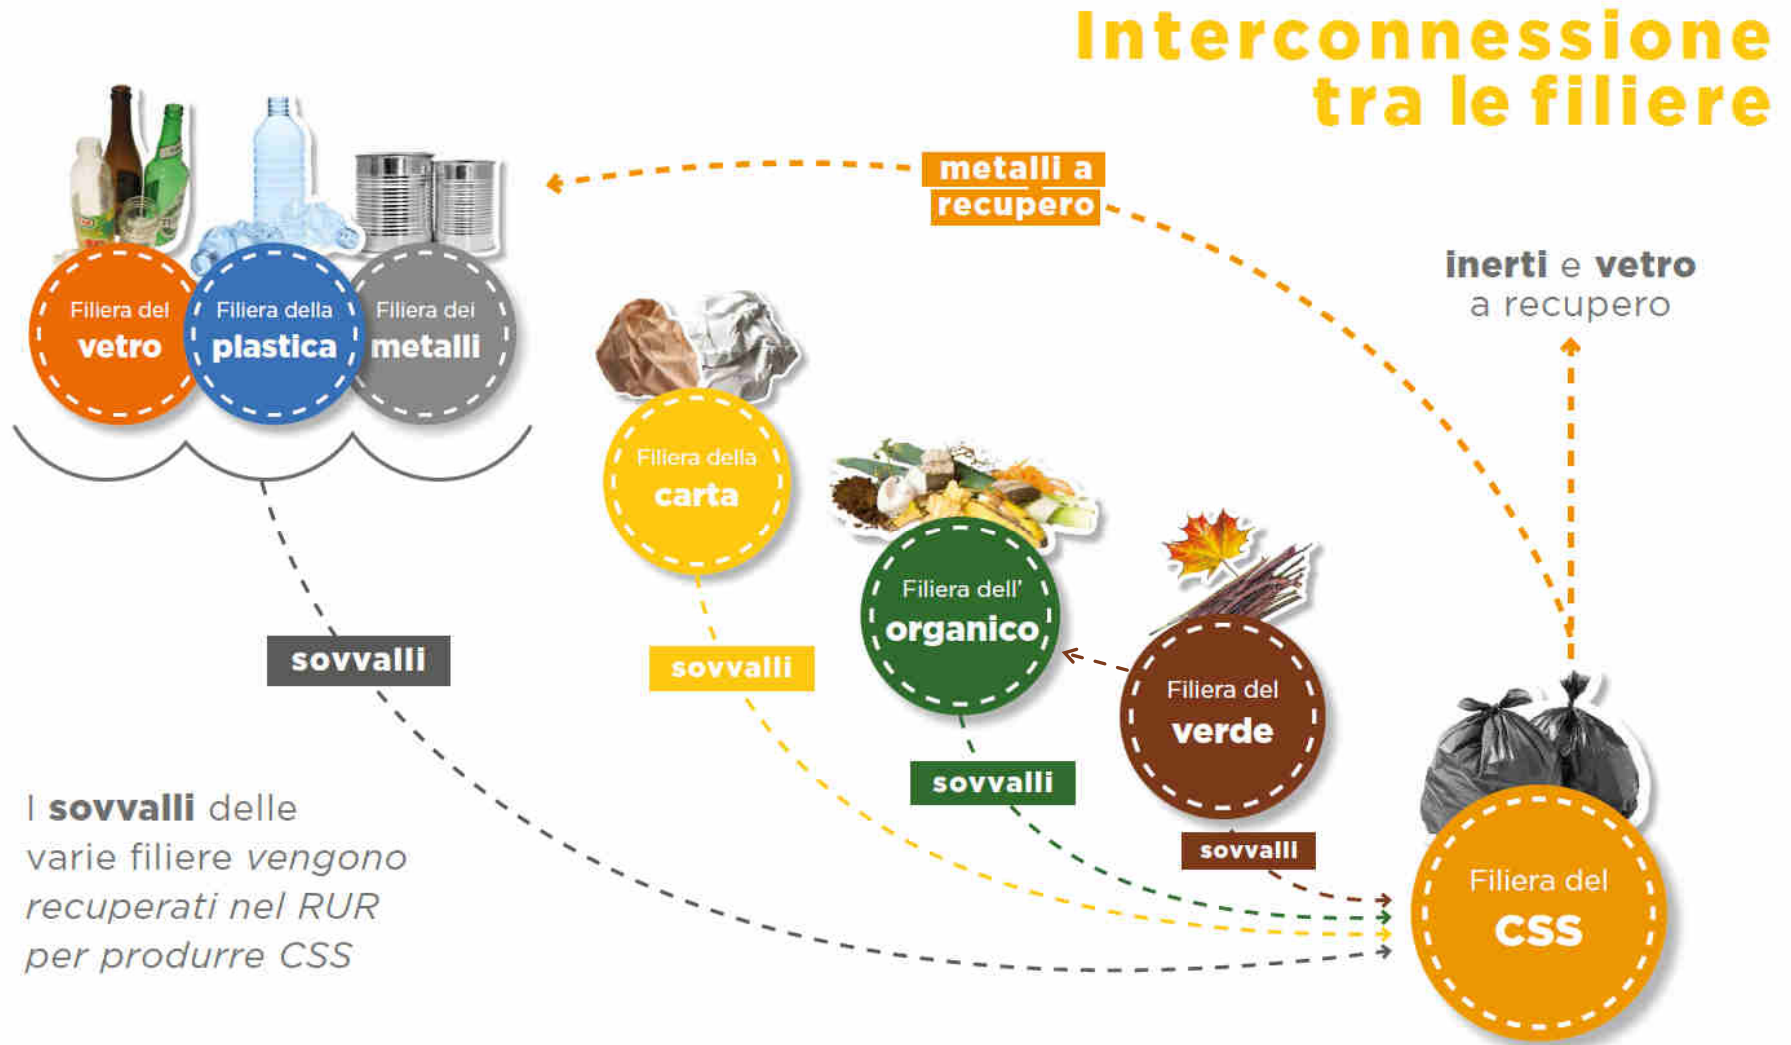 Interconnessione
tra le filiere
metalli a
recupero
inerti e vetro
a recupero
Filiera del
vetro
Filiera della
plastica
Filiera dei
metalli
Filiera della
carta
Filiera dell'
organico
Filiera del
verde
sovvalli
sovvalli
sovvalli
sovvalli
Filiera del
CSS
I sovvalli delle
varie filiere vengono
recuperati nel RUR
per produrre CSS